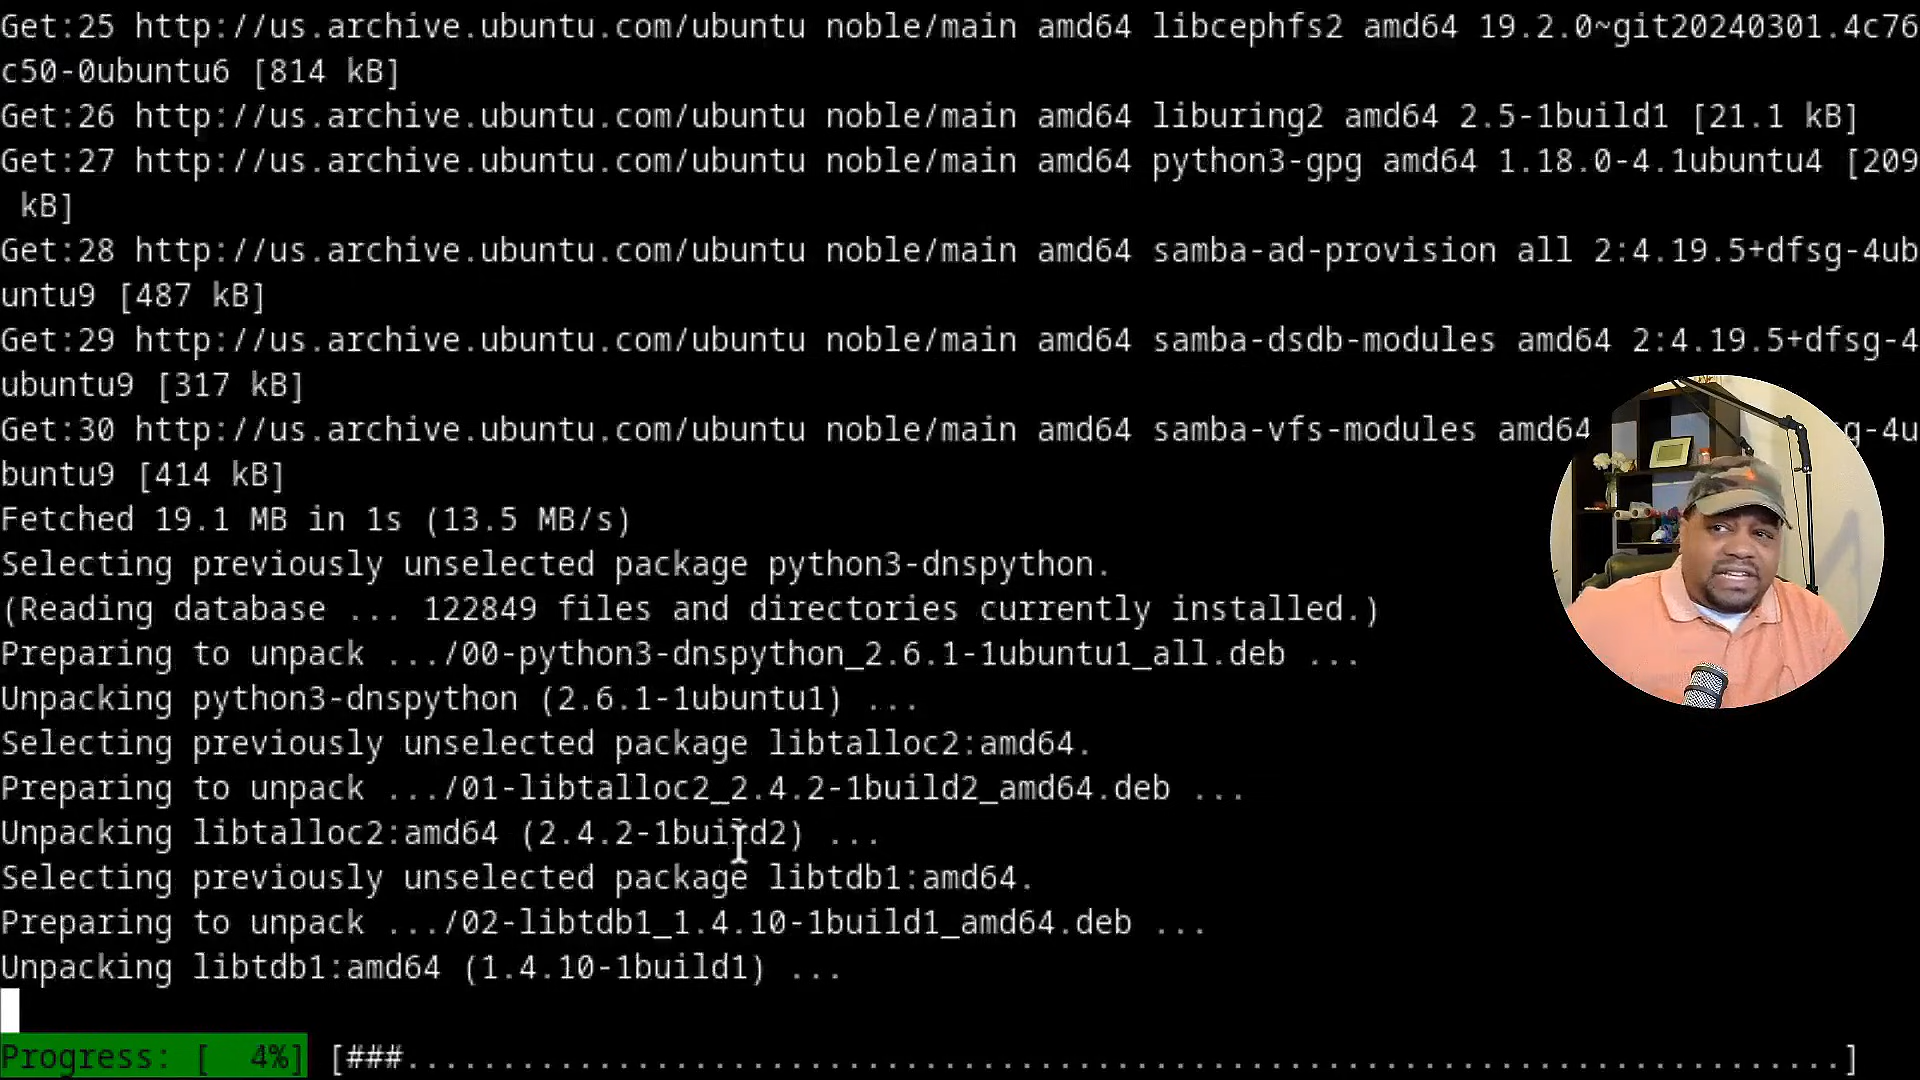 Get:25 http://us.archive.ubuntu.com/ubuntu noble/main amd64 libcephfs2 amd64 19.2.0~git20240301.4c76
c50-0ubuntu6 [814 kB]
Get:26 http://us.archive.ubuntu.com/ubuntu noble/main amd64 liburing2 amd64 2.5-1build1 [21.1 kB]
Get:27 http://us.archive.ubuntu.com/ubuntu noble/main amd64 python3-gpg amd64 1.18.0-4.1ubuntu4 [209
 kB]
Get:28 http://us.archive.ubuntu.com/ubuntu noble/main amd64 samba-ad-provision all 2:4.19.5+dfsg-4ub
untu9 [487 kB]
Get:29 http://us.archive.ubuntu.com/ubuntu noble/main amd64 samba-dsdb-modules amd64 2:4.19.5+dfsg-4
ubuntu9 [317 kB]
Get:30 http://us.archive.ubuntu.com/ubuntu noble/main amd64 samba-vfs-modules amd64 g-4u
buntu9 [414 kB]
Fetched 19.1 MB in 1s (13.5 MB/s)
Selecting previously unselected package python3-dnspython.
(Reading database ... 122849 files and directories currently installed.)
Preparing to unpack .../00-python3-dnspython_2.6.1-1ubuntu1_all.deb ...
Unpacking python3-dnspython (2.6.1-1ubuntu1) ...
Selecting previously unselected package libtalloc2:amd64.
Preparing to unpack .../01-libtalloc2_2.4.2-1build2_amd64.deb ...
Unpacking libtalloc2:amd64 (2.4.2-1build2) ...
Selecting previously unselected package libtdb1:amd64.
Preparing to unpack .../02-libtdb1_1.4.10-1build1_amd64.deb ...
Unpacking libtdb1:amd64 (1.4.10-1build1) ...
Progress: [  4%] [###...........................................................................]